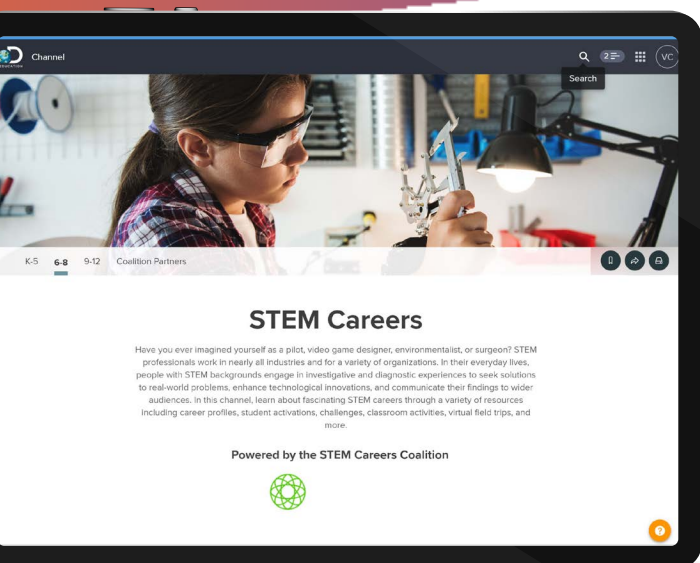 Channel
2
VC
EDUCATION
Search
K-5 6-8 9-12 Coalition Partners
STEM Careers
Have you ever imagined yourself as a pilot, video game designer, environmentalist, or surgeon? STEM
professionals work in nearly all industries and for a variety of organizations. In their everyday lives,
people with STEM backgrounds engage in investigative and diagnostic experiences to seek solutions
to real-world problems, enhance technological innovations, and communicate their findings to wider
audiences. In this channel, learn about fascinating STEM careers through a variety of resources
including career profiles, student activations, challenges, classroom activities, virtual field trips, and
more.
Powered by the STEM Careers Coalition
?